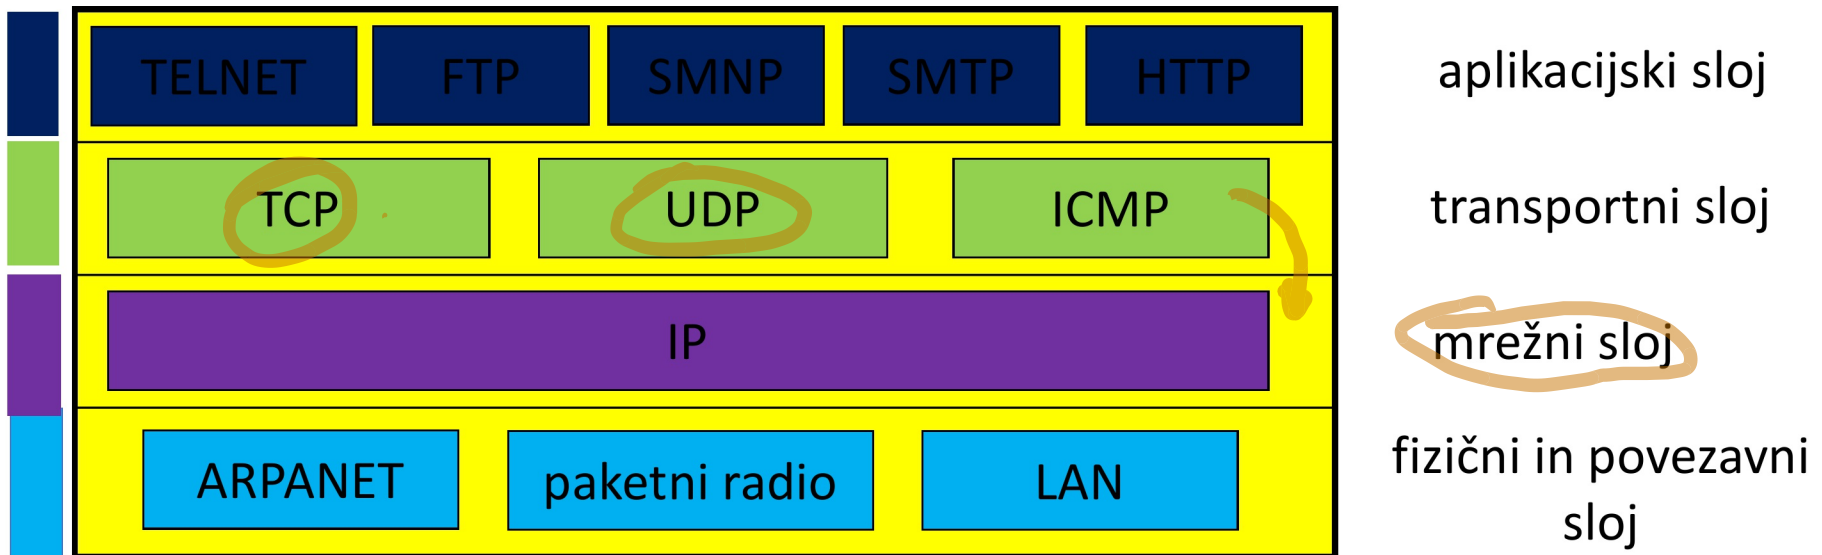 TELNET FTP SMNP SMTP HTTP aplikacijski sloj
TCP UDP ICMP transportni sloj
IP mrežni sloj
ARPANET paketni radio LAN fizični in povezavni
sloj